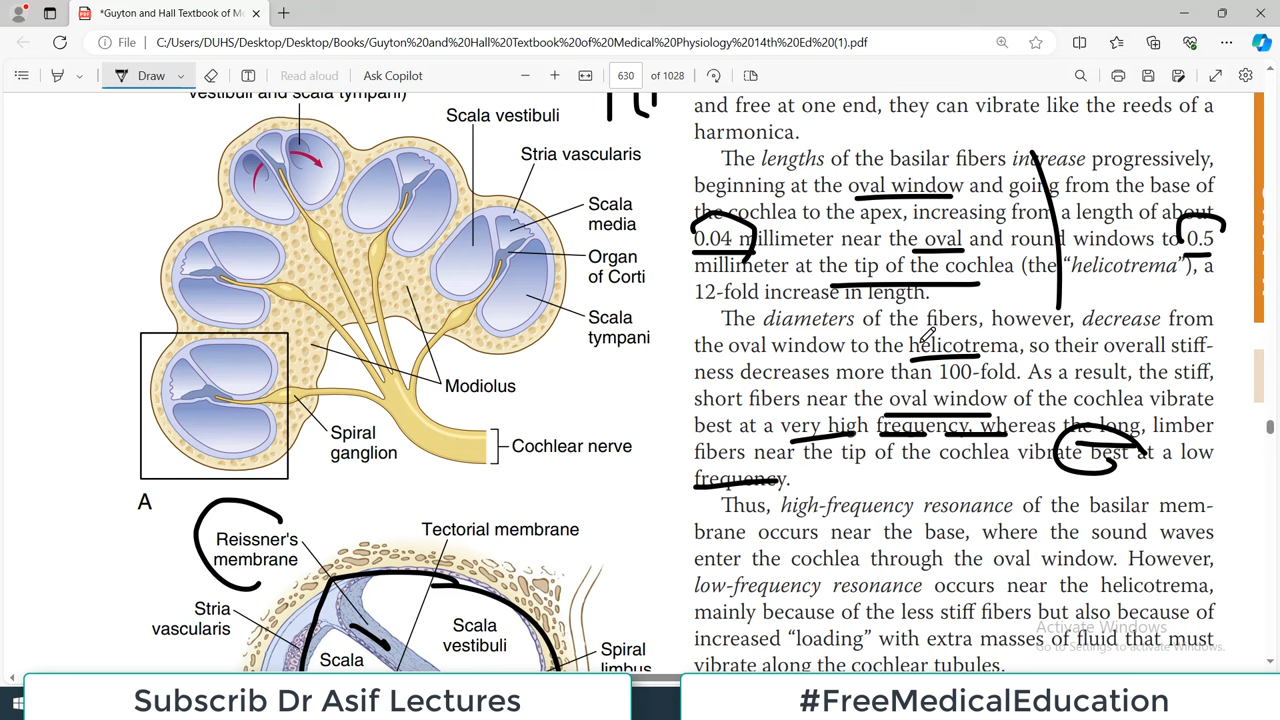 *Guyton and Hall Textbook of Me
File
C:/Users/DUHS/Desktop/Desktop/Books/Guyton%20and%20Hall%20Textbook%20of%20Medical%20Physiology%2014th%20Ed%20(1).pdf
Draw
Read aloud
Ask Copilot
630
of 1028
vestibuli and scala tympani)
Scala vestibuli
Stria vascularis
Scala
media
Organ
of Corti
Scala
tympani
Modiolus
Spiral
ganglion
Cochlear nerve
A
Reissner's
membrane
Tectorial membrane
Stria
vascularis
Scala
vestibuli
Scala
Spiral
limbus
and free at one end, they can vibrate like the reeds of a
harmonica.
The lengths of the basilar fibers increase progressively,
beginning at the oval window and going from the base of
the cochlea to the apex, increasing from a length of about
0.04 millimeter near the oval and round windows to 0.5
millimeter at the tip of the cochlea (the “helicotrema”), a
12-fold increase in length.
The diameters of the fibers, however, decrease from
the oval window to the helicotrema, so their overall stiff-
ness decreases more than 100-fold. As a result, the stiff,
short fibers near the oval window of the cochlea vibrate
best at a very high frequency, whereas the long, limber
fibers near the tip of the cochlea vibrate best at a low
frequency.
Thus, high-frequency resonance of the basilar mem-
brane occurs near the base, where the sound waves
enter the cochlea through the oval window. However,
low-frequency resonance occurs near the helicotrema,
mainly because of the less stiff fibers but also because of
increased “loading” with extra masses of fluid that must
vibrate along the cochlear tubules.
Activate Windows
Go to Settings to activate Windows.
Subscrib Dr Asif Lectures
#FreeMedicalEducation